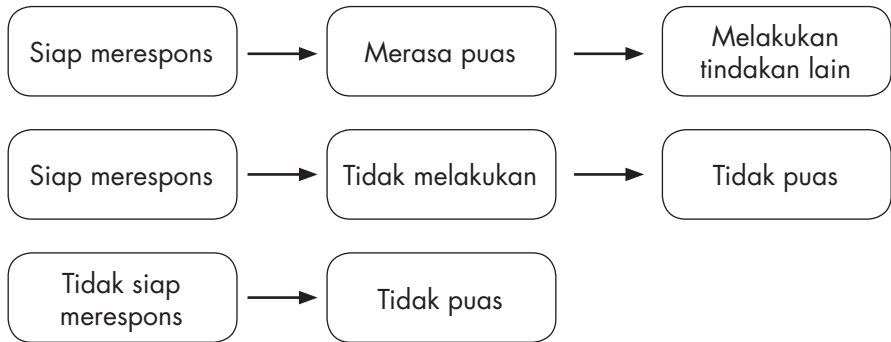 Siap merespons
Merasa puas
Melakukan
tindakan lain
Siap merespons
Tidak melakukan
Tidak puas
Tidak siap
merespons
Tidak puas